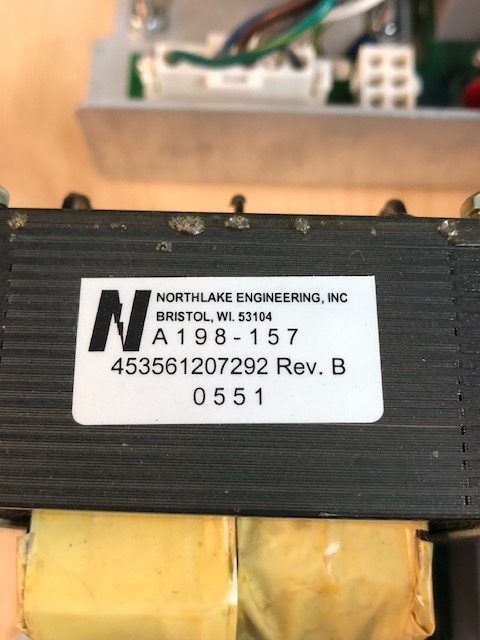 N NORTHLAKE ENGINEERING, INC
BRISTOL, WI. 53104
A198-157
453561207292 Rev. B
0551